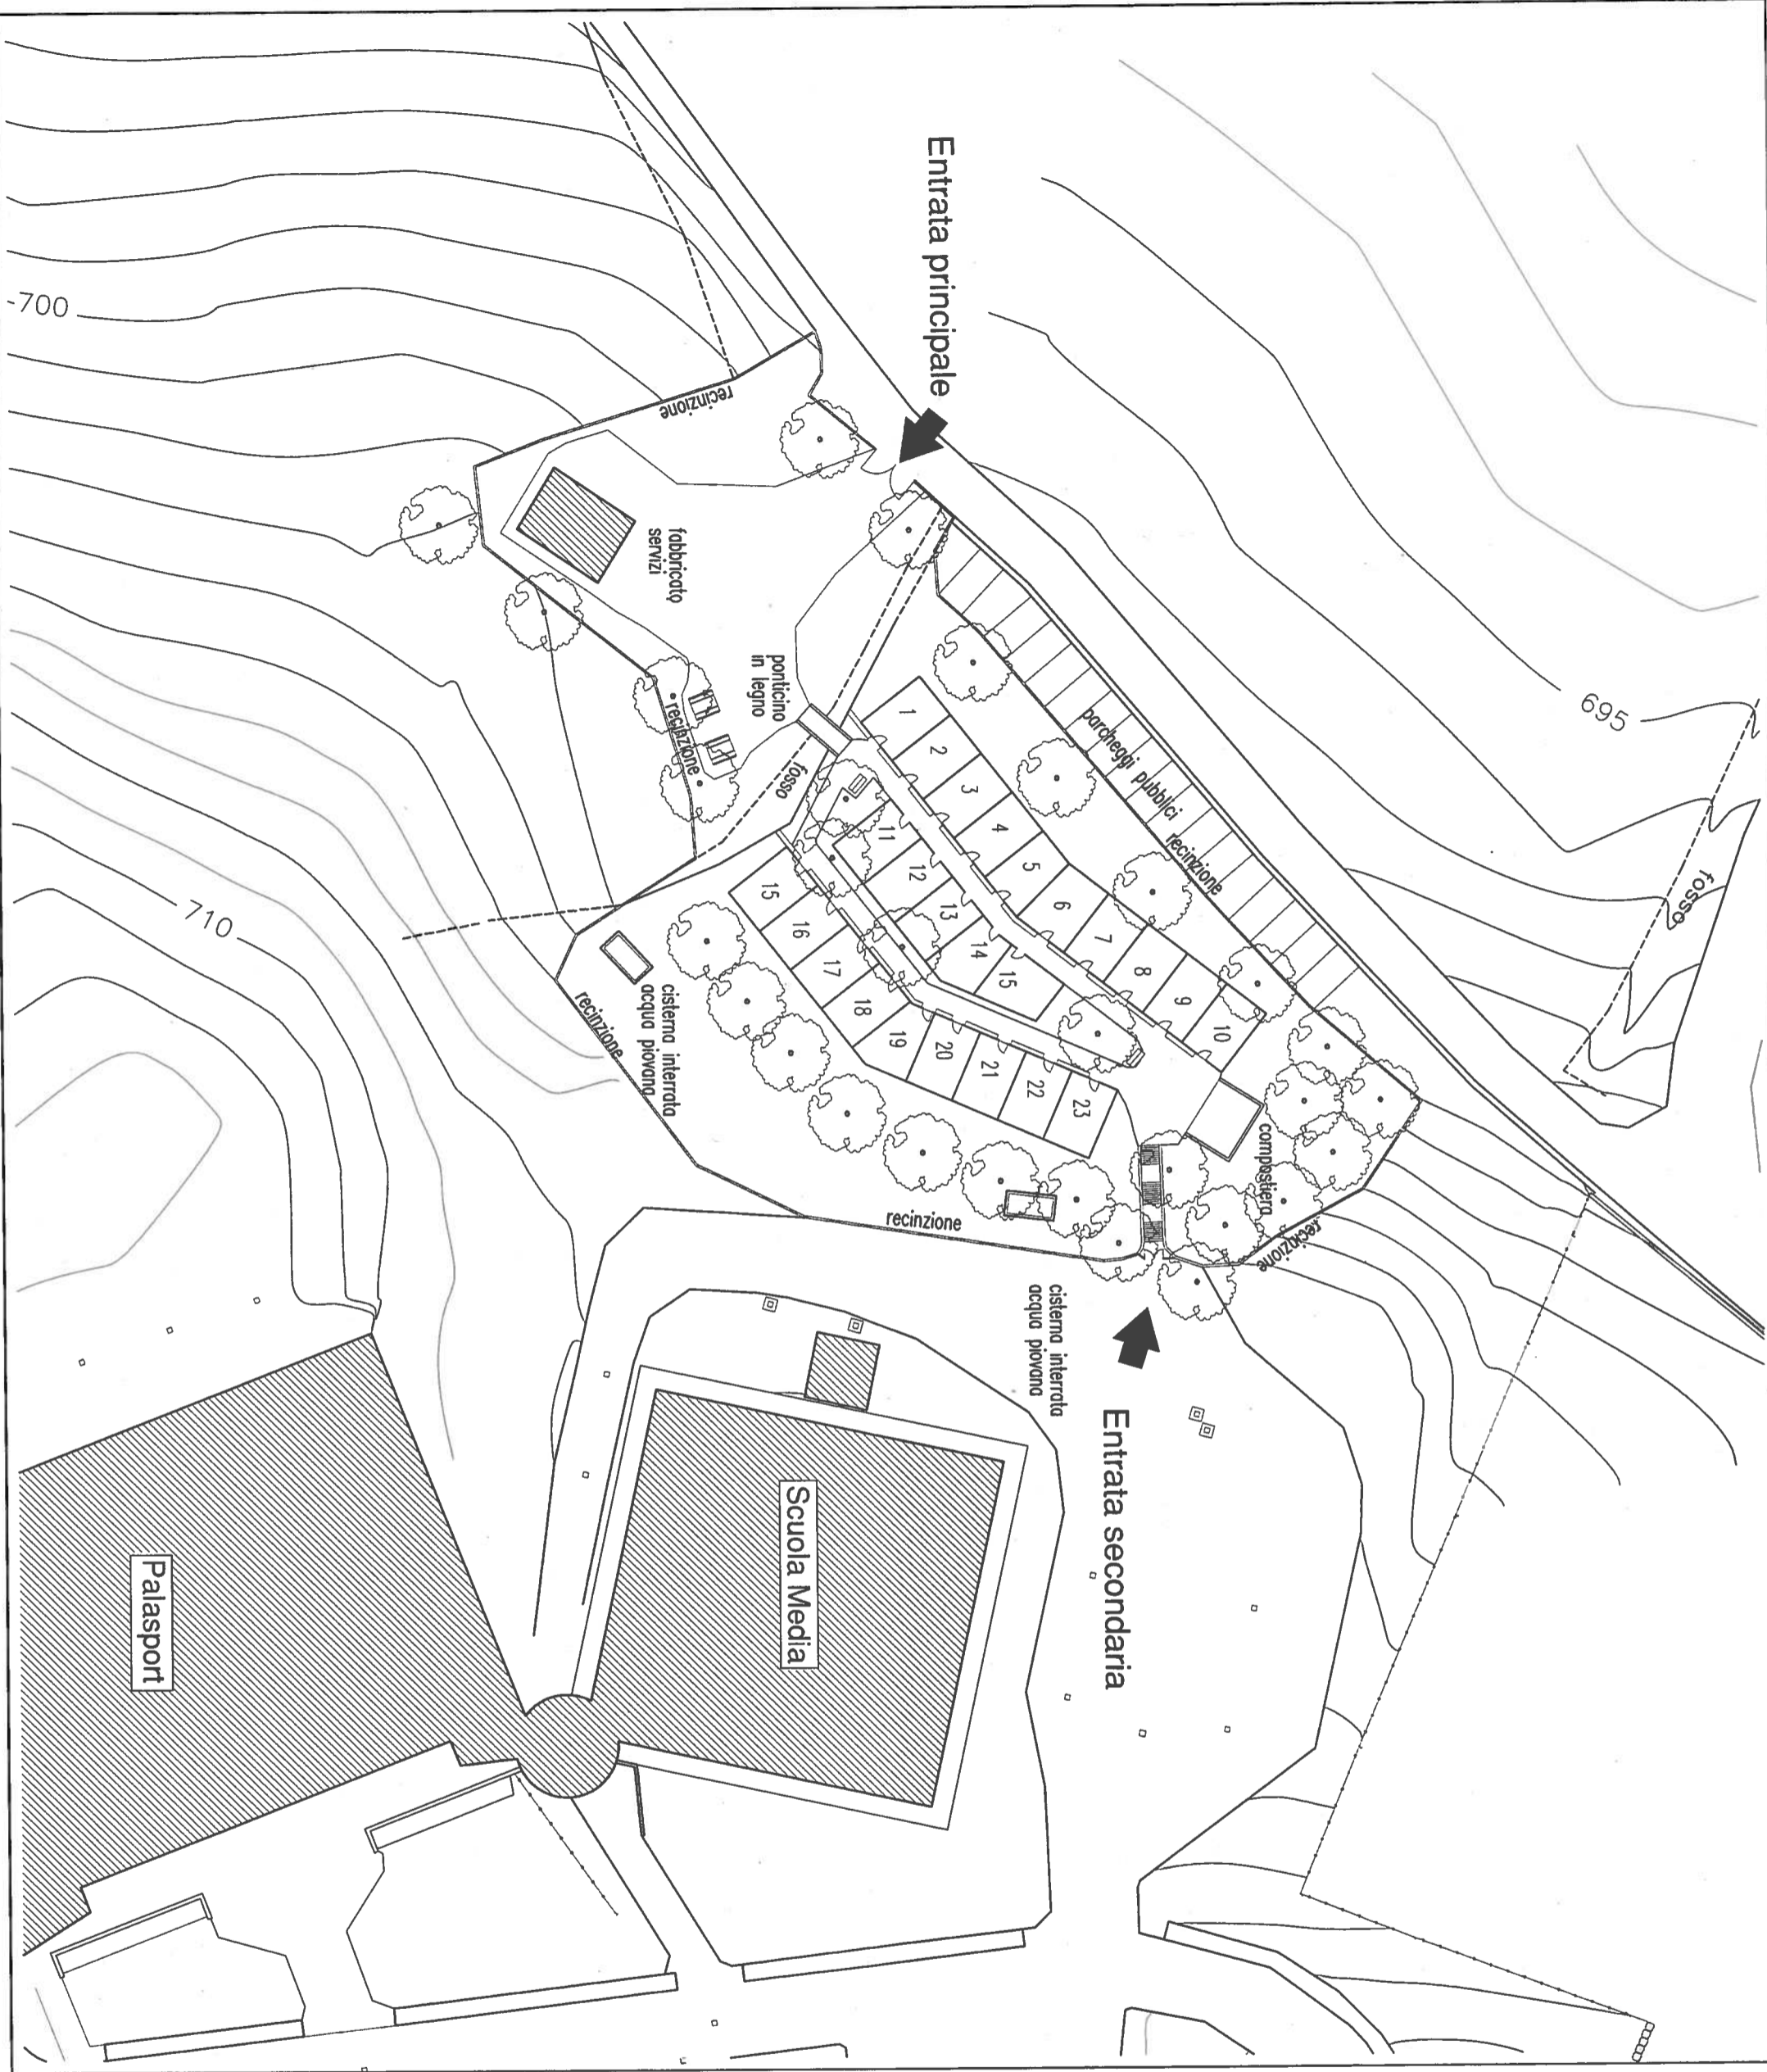 Entrata principale
-700
recinzione
695
fabbricato
servizi
ponticino
in legno
recinzione
fosso
parcheggi pubblici
recinzione
fosso
1
2
3
4
5
6
7
8
9
10
11
12
13
14
15
15
16
17
18
19
20
21
22
23
710
cisterna interrata
acqua piovana
recinzione
compostiera
recinzione
recinzione
cisterna interrata
acqua piovana
Entrata secondaria
Scuola Media
Palasport